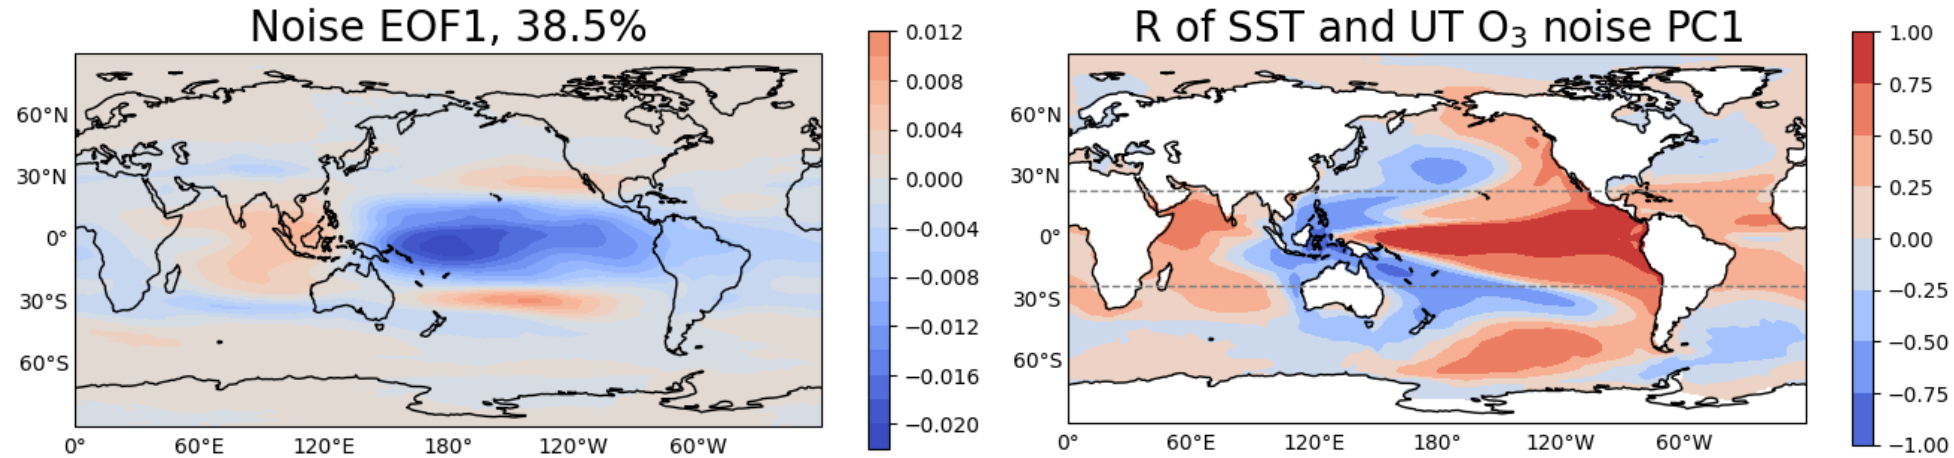 Noise EOF1, 38.5%
60°N
30°N
0°
30°S
60°S
0°
60°E
120°E
180°
120°W
60°W
0.012
0.008
0.004
0.000
−0.004
−0.008
−0.012
−0.016
−0.020
R of SST and UT O₃ noise PC1
60°N
30°N
0°
30°S
60°S
0°
60°E
120°E
180°
120°W
60°W
1.00
0.75
0.50
0.25
0.00
−0.25
−0.50
−0.75
−1.00